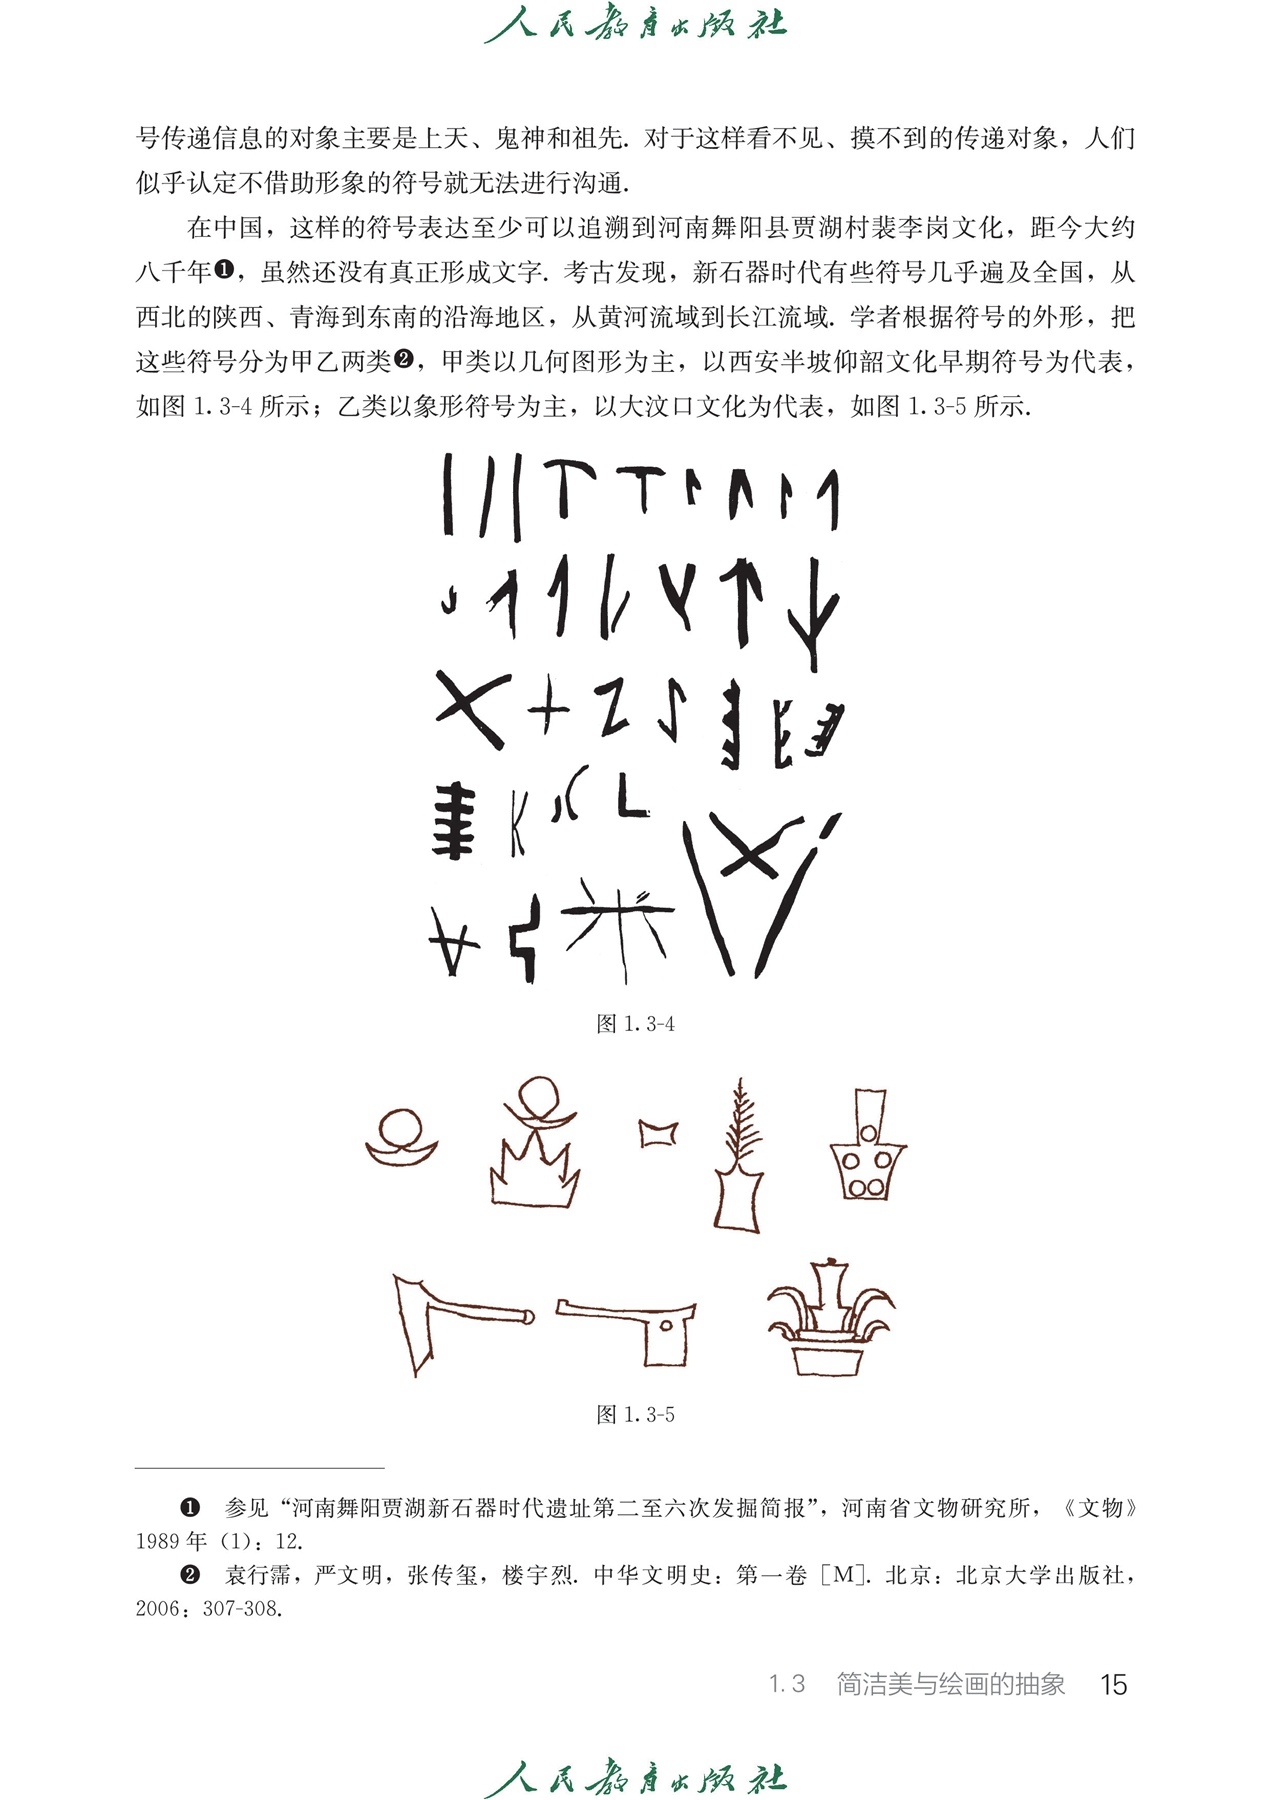 人民教育出版社
号传递信息的对象主要是上天、鬼神和祖先. 对于这样看不见、摸不到的传递对象，人们
似乎认定不借助形象的符号就无法进行沟通.
在中国，这样的符号表达至少可以追溯到河南舞阳县贾湖村裴李岗文化，距今大约
八千年❶，虽然还没有真正形成文字. 考古发现，新石器时代有些符号几乎遍及全国，从
西北的陕西、青海到东南的沿海地区，从黄河流域到长江流域. 学者根据符号的外形，把
这些符号分为甲乙两类❷，甲类以几何图形为主，以西安半坡仰韶文化早期符号为代表，
如图 1.3-4 所示；乙类以象形符号为主，以大汶口文化为代表，如图 1.3-5 所示.
图 1.3-4
图 1.3-5
❶ 参见“河南舞阳贾湖新石器时代遗址第二至六次发掘简报”，河南省文物研究所，《文物》
1989 年（1）：12.
❷ 袁行霈，严文明，张传玺，楼宇烈. 中华文明史：第一卷［M］. 北京：北京大学出版社，
2006：307-308.
1.3 简洁美与绘画的抽象 15
人民教育出版社